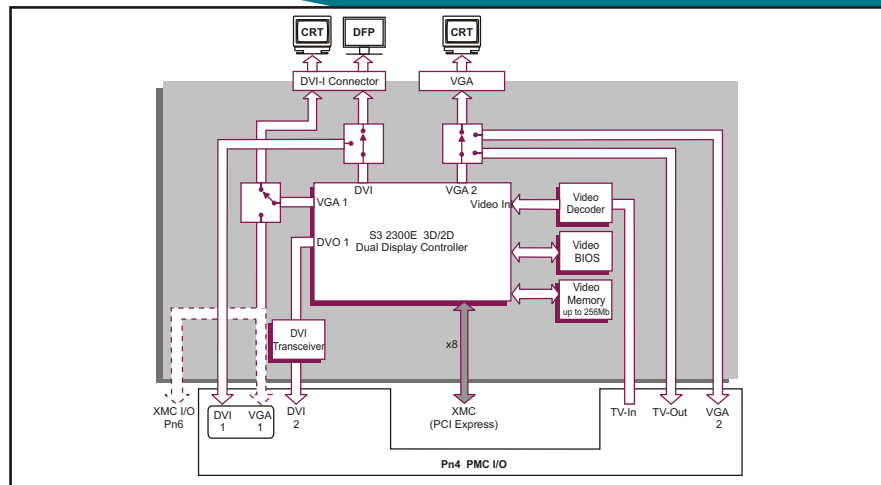 CRT
DFP
CRT
DVI-I Connector
VGA
DVI
VGA 2
VGA 1
Video In
Video
Decoder
S3 2300E 3D/2D
Dual Display Controller
DVO 1
Video
BIOS
Video
Memory
up to 256Mb
DVI
Transceiver
x8
XMC I/O
Pn6
DVI
1
VGA
1
DVI
2
XMC
(PCI Express)
TV-In
TV-Out
VGA
2
Pn4 PMC I/O